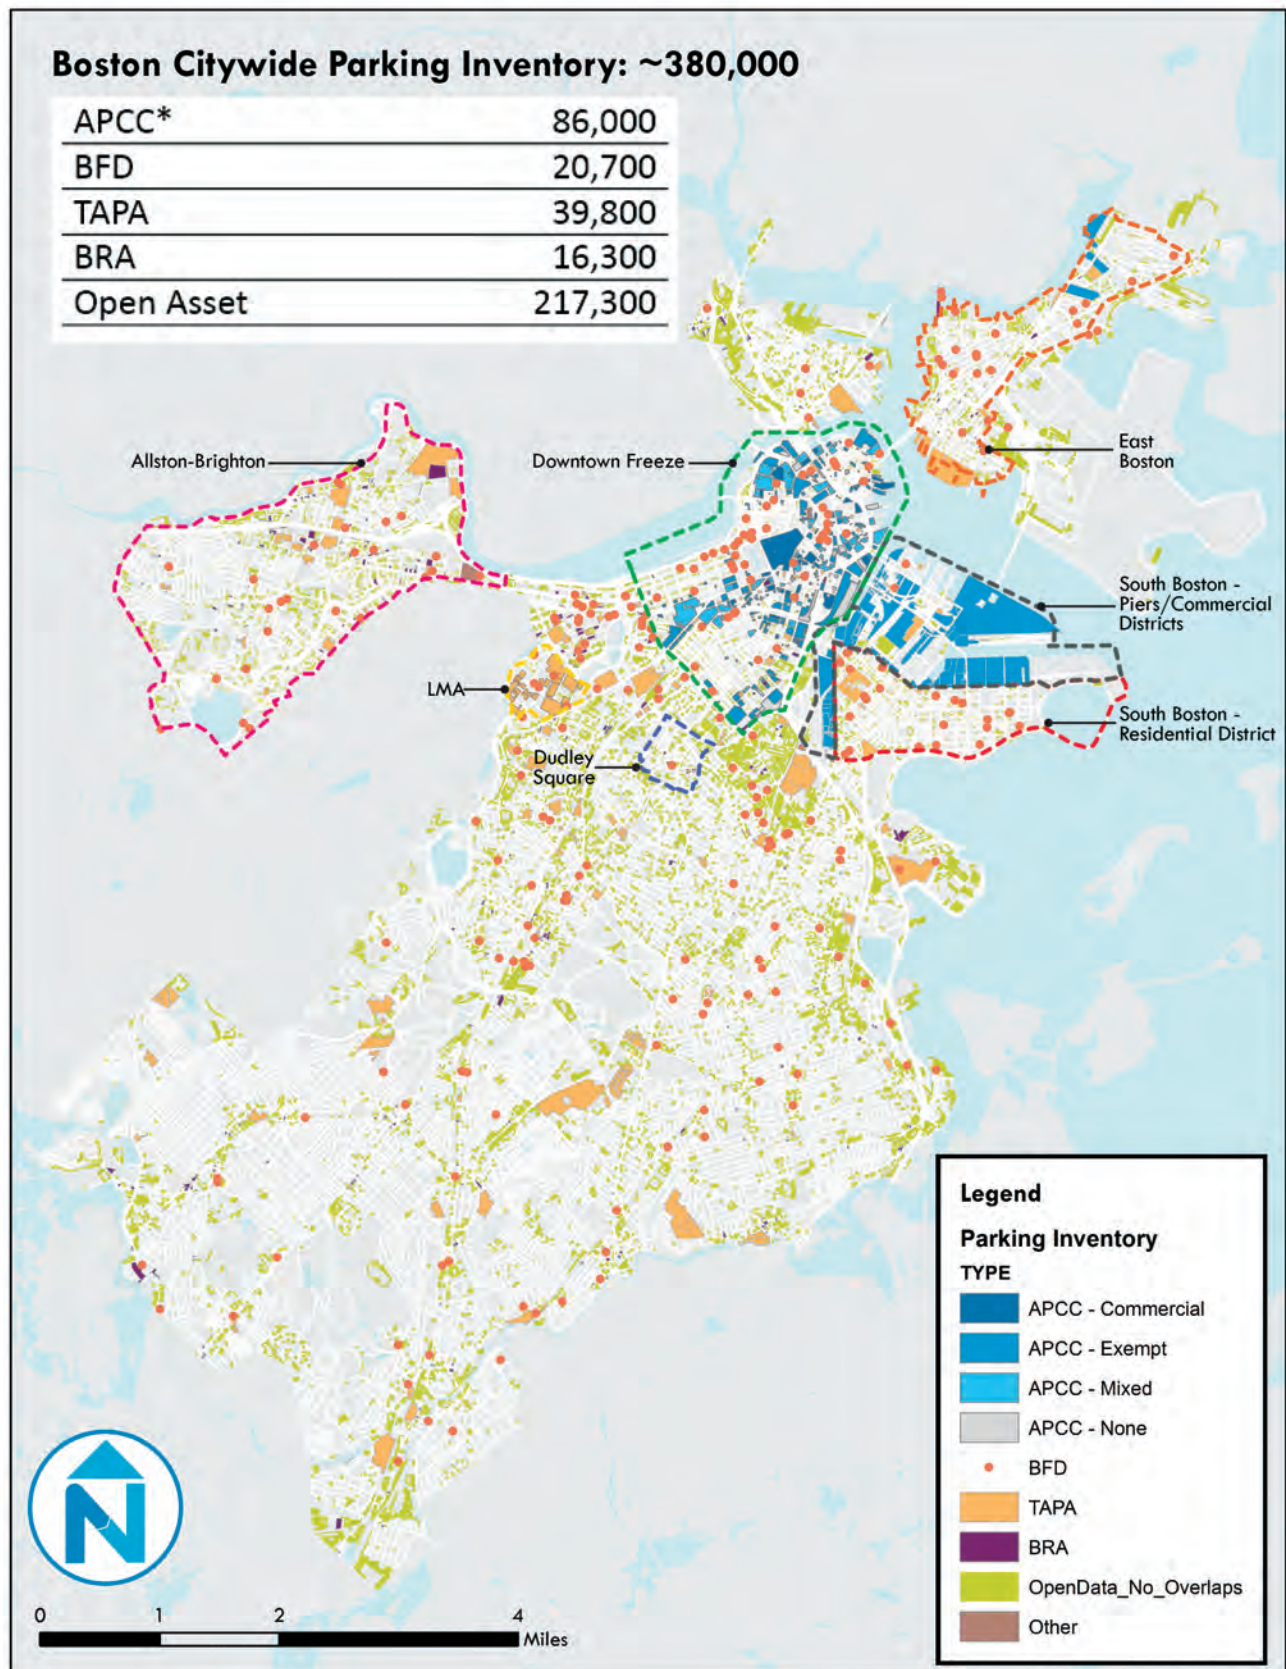 Boston Citywide Parking Inventory: ~380,000
APCC* 86,000
BFD 20,700
TAPA 39,800
BRA 16,300
Open Asset 217,300
Allston-Brighton
Downtown Freeze
East
Boston
South Boston -
Piers/Commercial
Districts
LMA
South Boston -
Residential District
Dudley
Square
Legend
Parking Inventory
TYPE
APCC - Commercial
APCC - Exempt
APCC - Mixed
APCC - None
BFD
TAPA
BRA
OpenData_No_Overlaps
Other
N
0 1 2 4
Miles